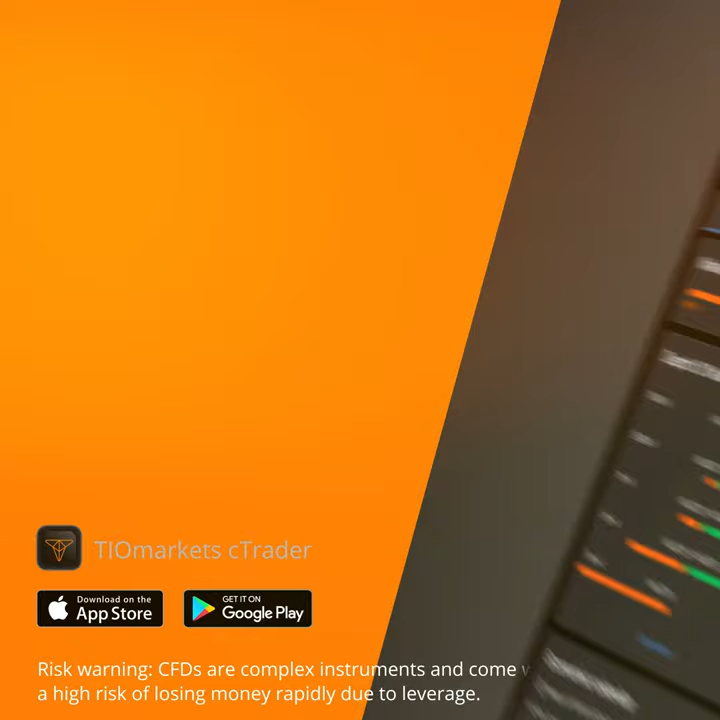 TIOmarkets cTrader
Download on the
App Store
GET IT ON
Google Play
Risk warning: CFDs are complex instruments and come
a high risk of losing money rapidly due to leverage.